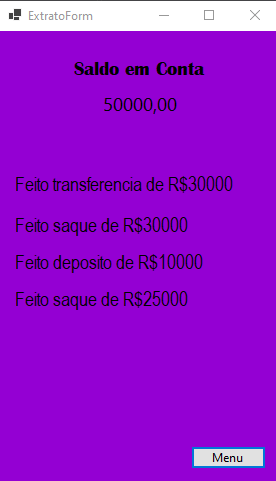 ExtratoForm
Saldo em Conta
50000,00
Feito transferencia de R$30000
Feito saque de R$30000
Feito deposito de R$10000
Feito saque de R$25000
Menu